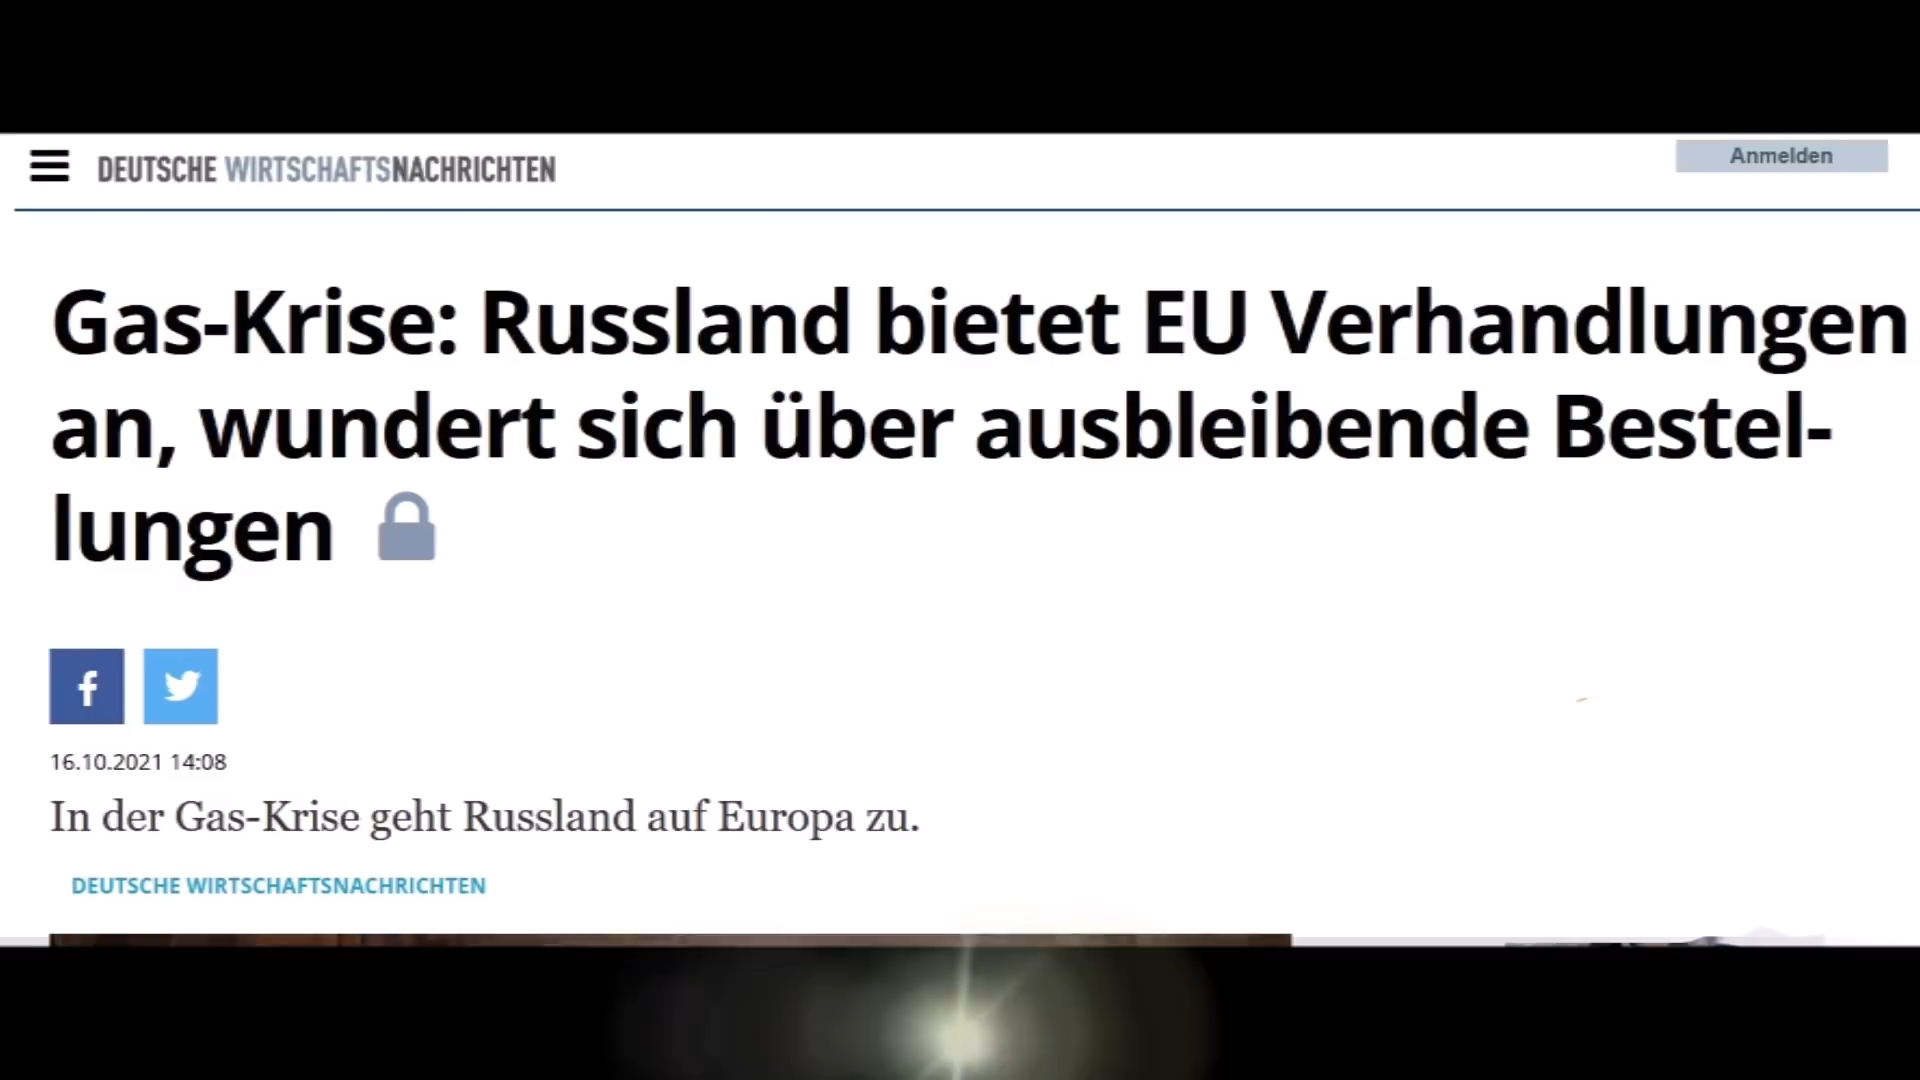 DEUTSCHE WIRTSCHAFTSNACHRICHTEN
Anmelden
Gas-Krise: Russland bietet EU Verhandlungen
an, wundert sich über ausbleibende Bestel-
lungen
f
16.10.2021 14:08
In der Gas-Krise geht Russland auf Europa zu.
DEUTSCHE WIRTSCHAFTSNACHRICHTEN